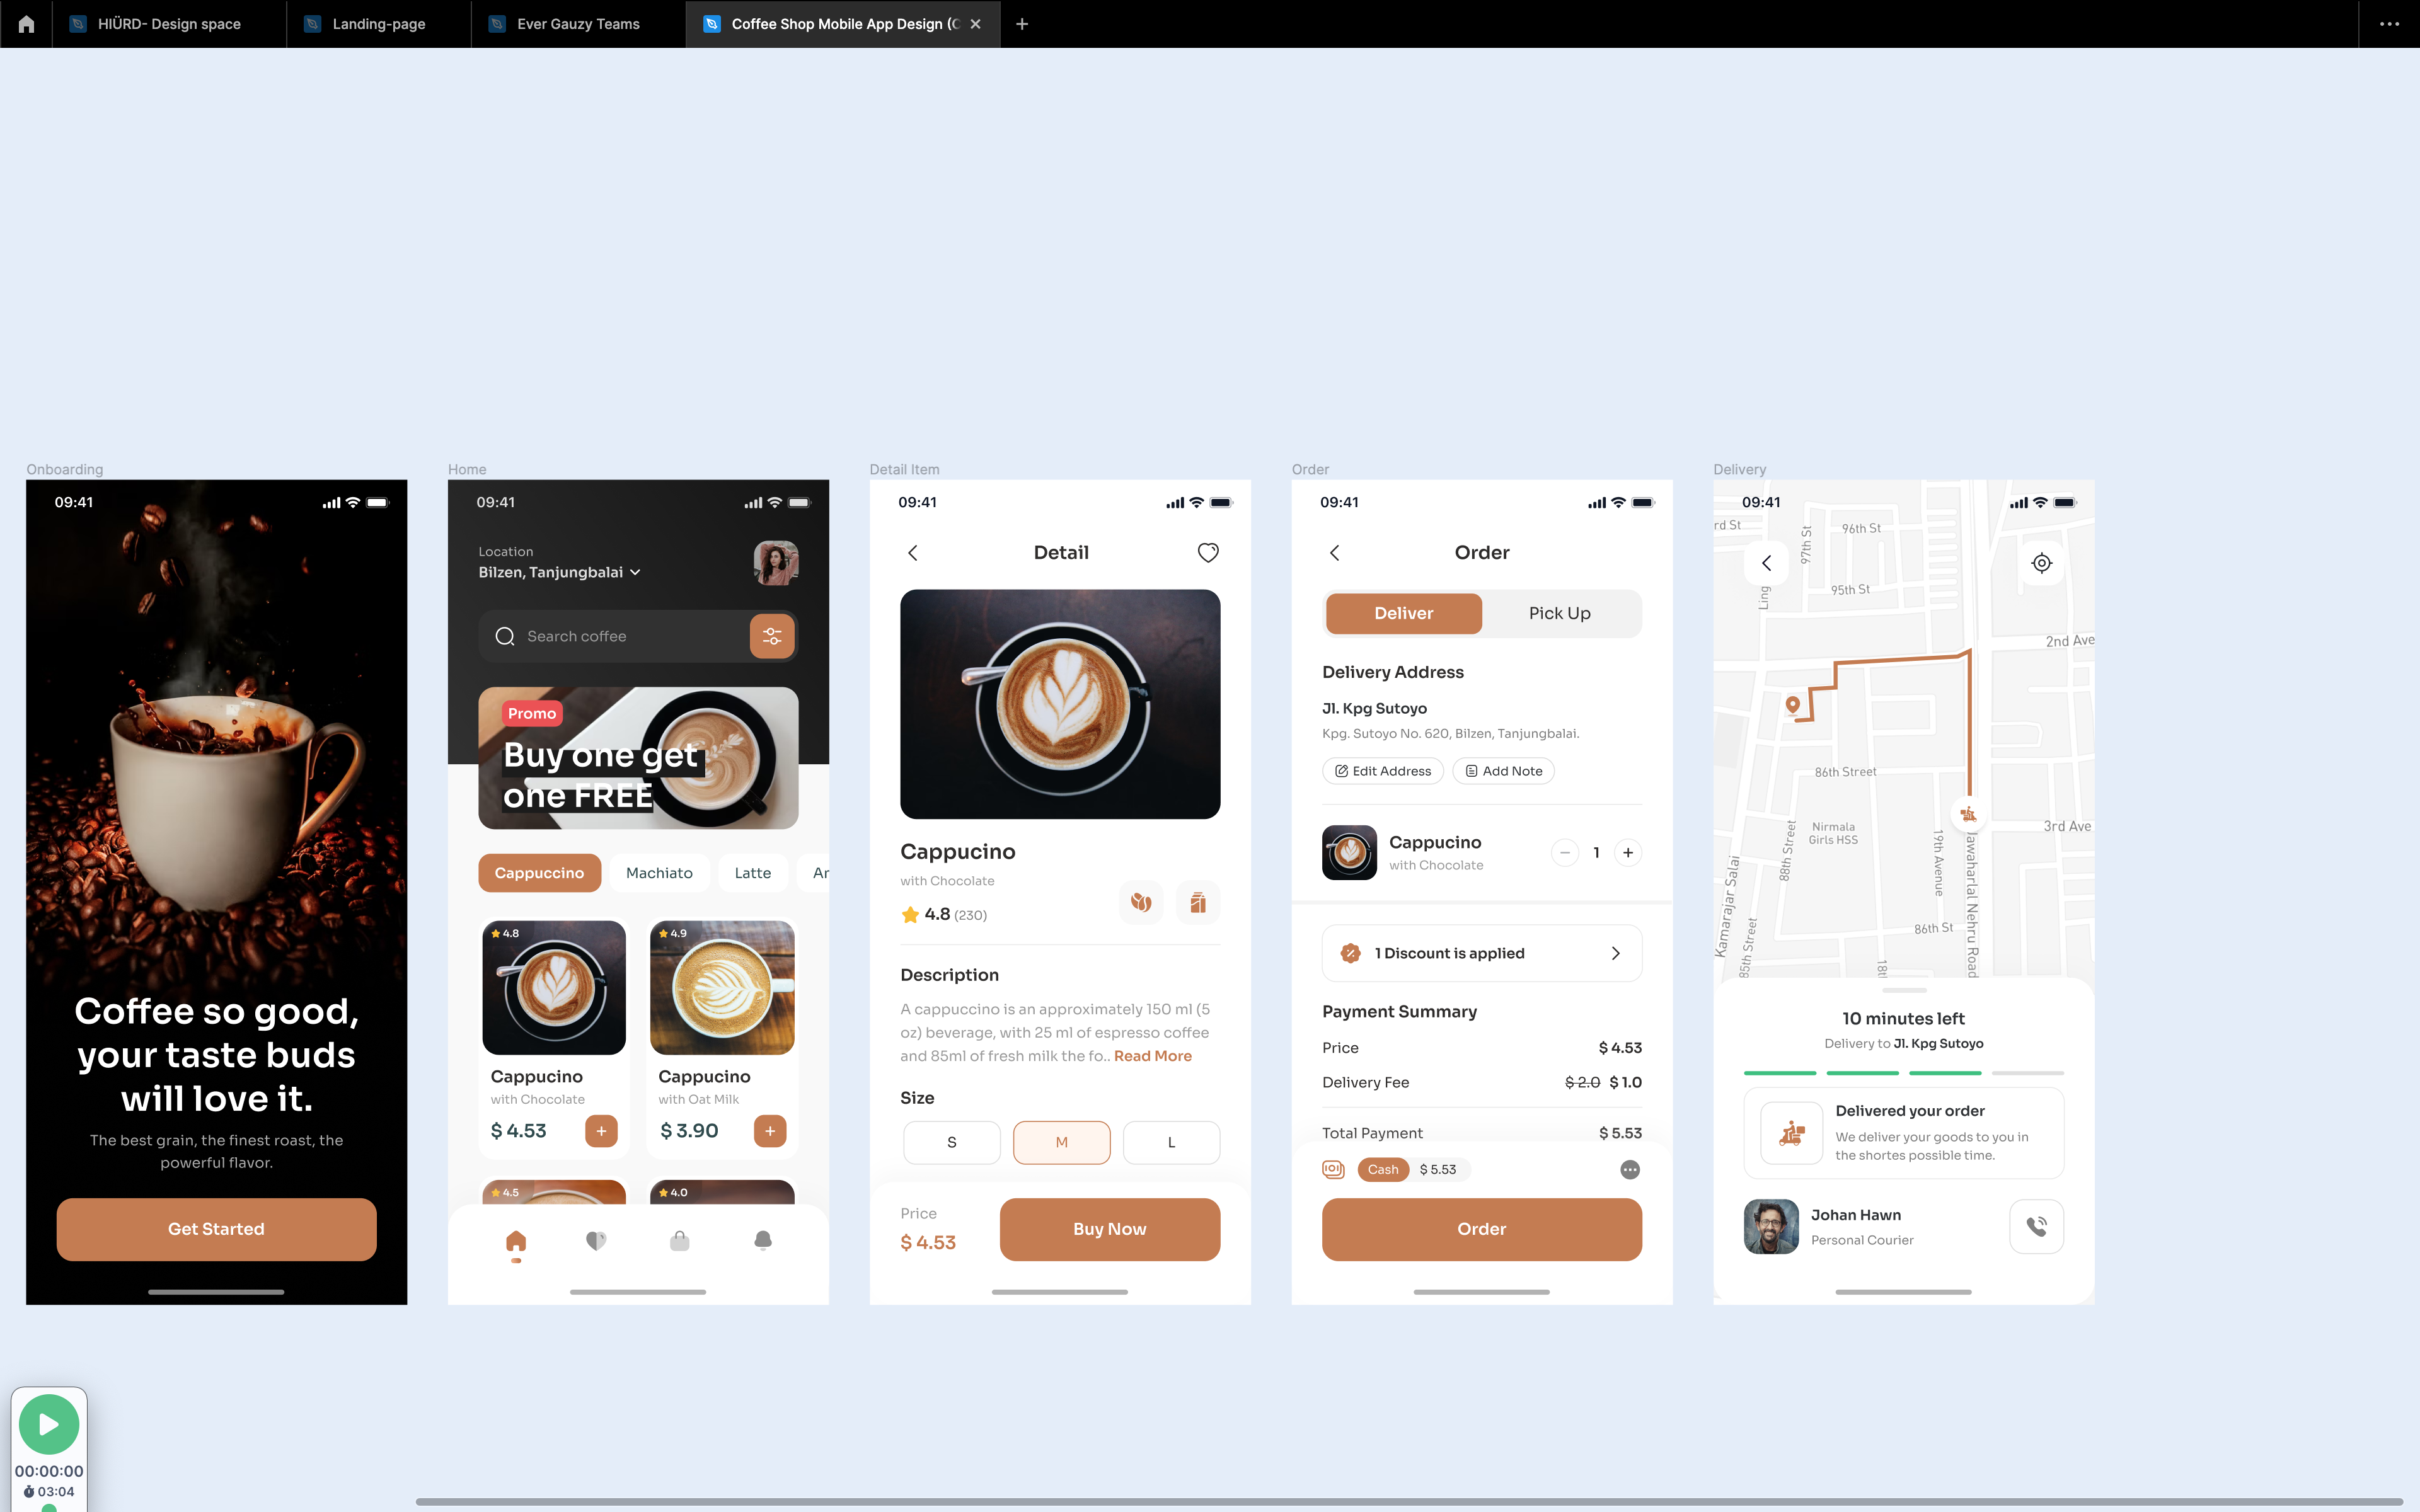 HIÜRD- Design space
Landing-page
Ever Gauzy Teams
Coffee Shop Mobile App Design (C
Onboarding
09:41
Coffee so good,
your taste buds
will love it.
The best grain, the finest roast, the
powerful flavor.
Get Started
Home
09:41
Location
Bilzen, Tanjungbalai
Search coffee
Promo
Buy one get
one FREE
Cappuccino
Machiato
Latte
Ar
4.8
4.9
Cappucino
with Chocolate
$ 4.53
+
Cappucino
with Oat Milk
$ 3.90
+
4.5
4.0
Detail Item
09:41
Detail
Cappucino
with Chocolate
4.8 (230)
Description
A cappuccino is an approximately 150 ml (5
oz) beverage, with 25 ml of espresso coffee
and 85ml of fresh milk the fo.. Read More
Size
S
M
L
Price
$ 4.53
Buy Now
Order
09:41
Order
Deliver
Pick Up
Delivery Address
Jl. Kpg Sutoyo
Kpg. Sutoyo No. 620, Bilzen, Tanjungbalai.
Edit Address
Add Note
Cappucino
with Chocolate
1
1 Discount is applied
Payment Summary
Price
$ 4.53
Delivery Fee
$ 2.0 $ 1.0
Total Payment
$ 5.53
Cash
$ 5.53
Order
Delivery
09:41
rd St
97th St
96th St
Ling
95th St
2nd Ave
86th Street
Nirmala
Girls HSS
3rd Ave
88th Street
19th Avenue
Jawaharlal Nehru Road
Kamarajar Salai
85th Street
86th St
18tl
10 minutes left
Delivery to Jl. Kpg Sutoyo
Delivered your order
We deliver your goods to you in
the shortes possible time.
Johan Hawn
Personal Courier
00:00:00
03:04